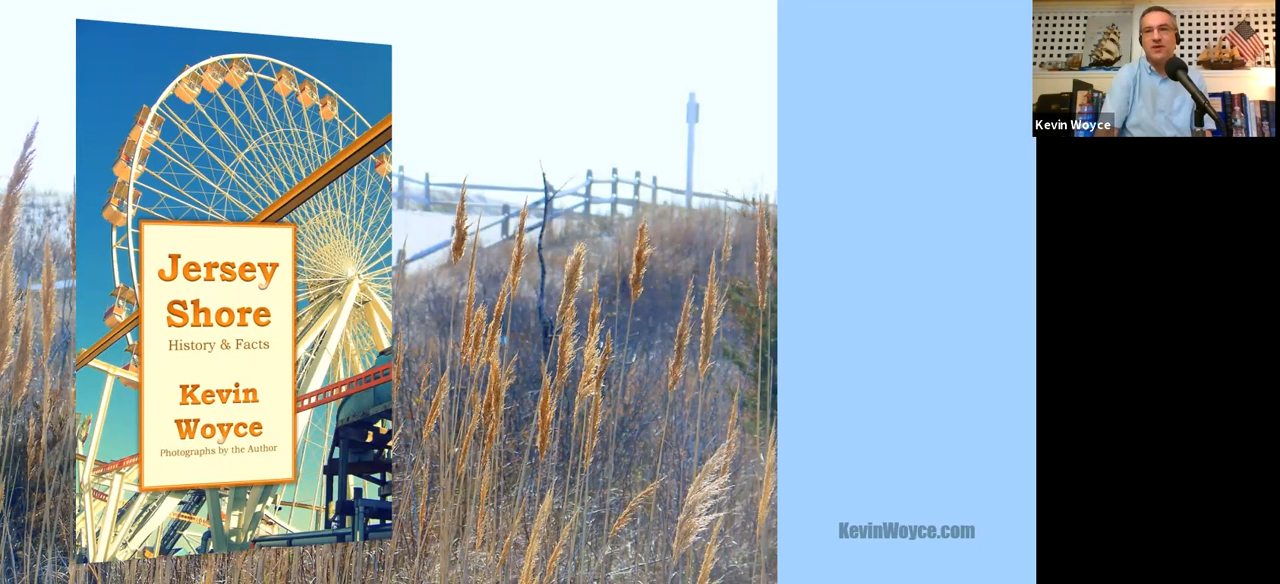 Jersey
Shore
History & Facts
Kevin
Woyce
Photographs by the Author
KevinWoyce.com
Kevin Woyce